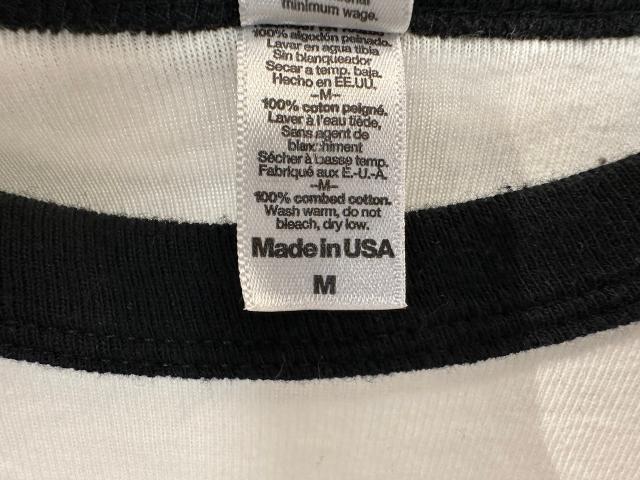 minimum wage.
100% algodón peinado.
Lavar en agua tibia
Sin blanqueador
Secar a temp. baja.
Hecho en EE.UU.
–M–
100% coton peigné.
Laver à l'eau tiède,
Sans agent de
blanchiment
Sécher à basse temp.
Fabriqué aux E.-U.-A.
–M–
100% combed cotton.
Wash warm, do not
bleach, dry low.
Made in USA
M